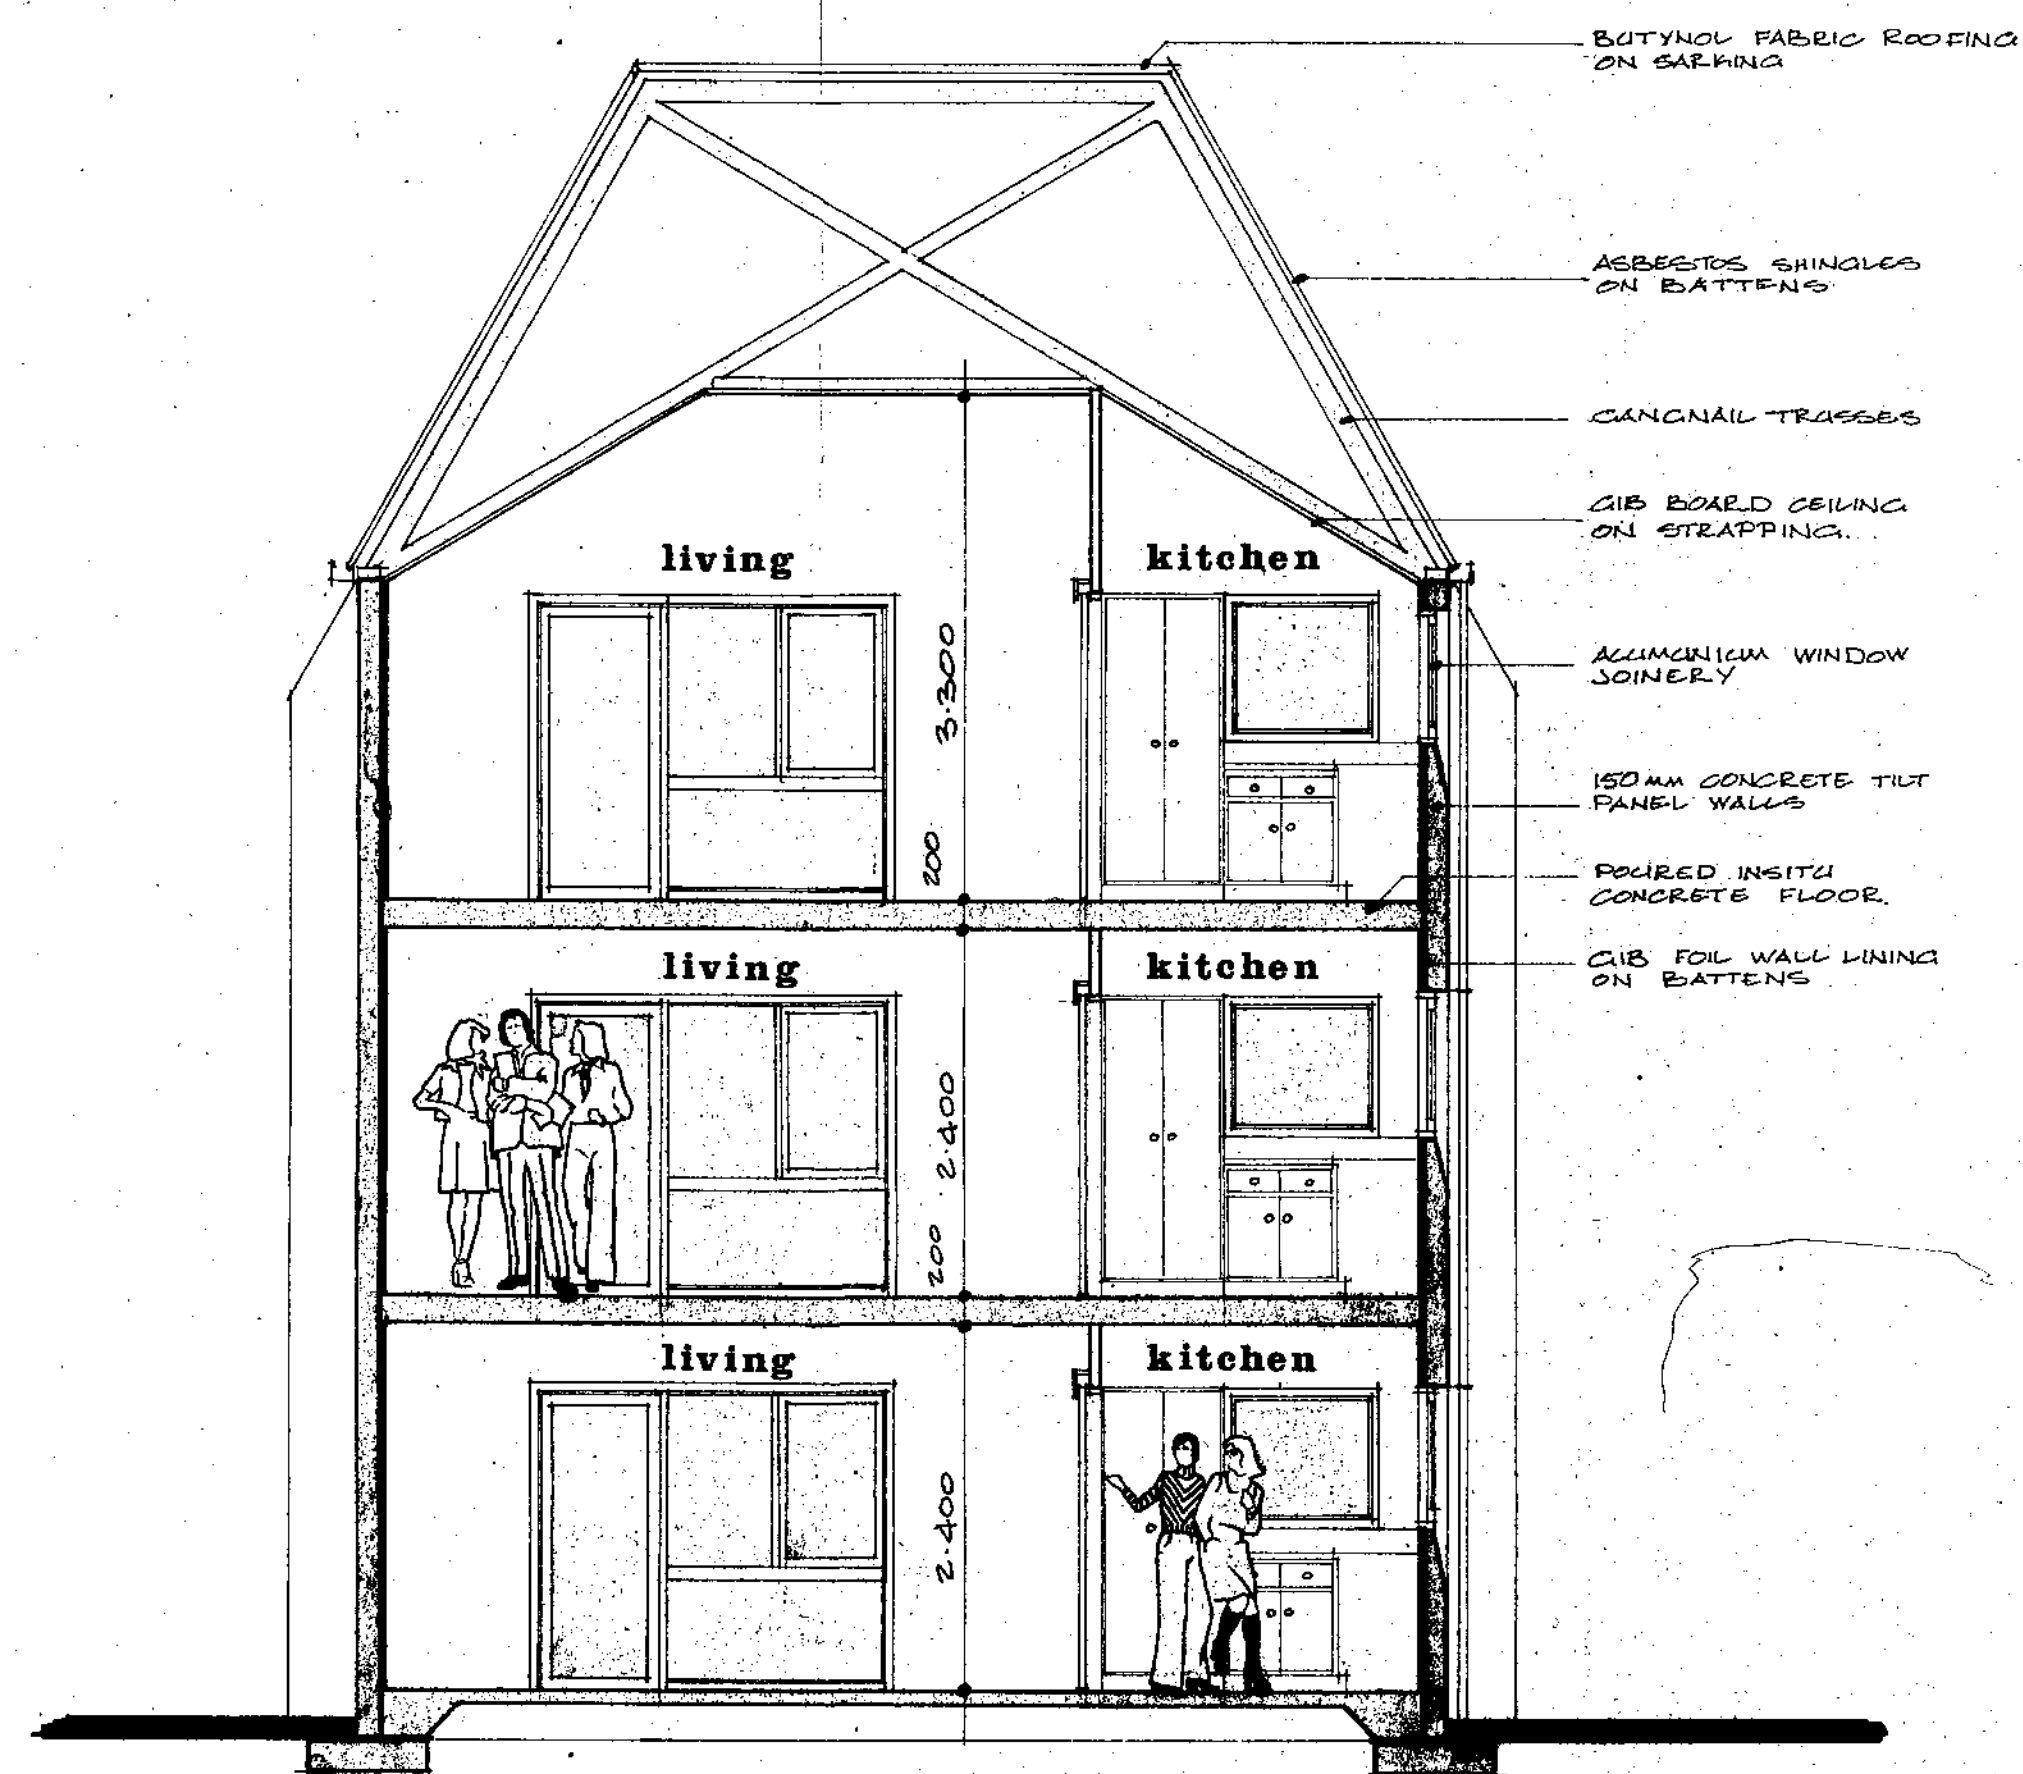 BUTYNOL FABRIC ROOFING
ON SARKING
ASBESTOS SHINGLES
ON BATTENS
GANGNAIL TRUSSES
GIB BOARD CEILING
ON STRAPPING.
living
kitchen
3.300
ALUMINIUM WINDOW
JOINERY
150mm CONCRETE TILT
PANEL WALLS
200
POURED INSITU
CONCRETE FLOOR.
living
kitchen
GIB FOIL WALL LINING
ON BATTENS
2.400
200
living
kitchen
2.400